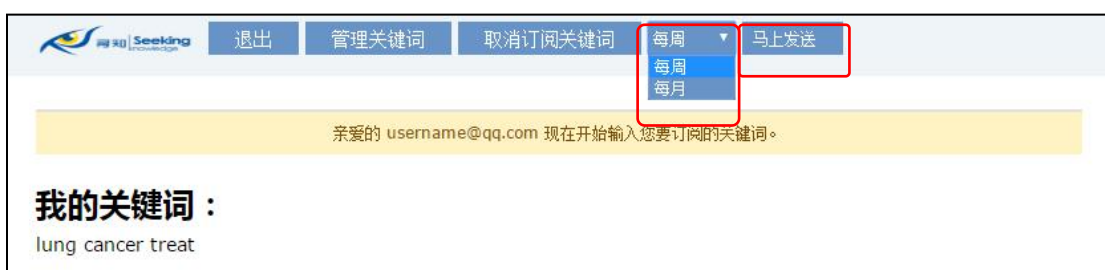 寻知 Seeking knowledge 退出 管理关键词 取消订阅关键词 每周 ▼ 马上发送
每周
每月
亲爱的 username@qq.com 现在开始输入您要订阅的关键词。
我的关键词：
lung cancer treat